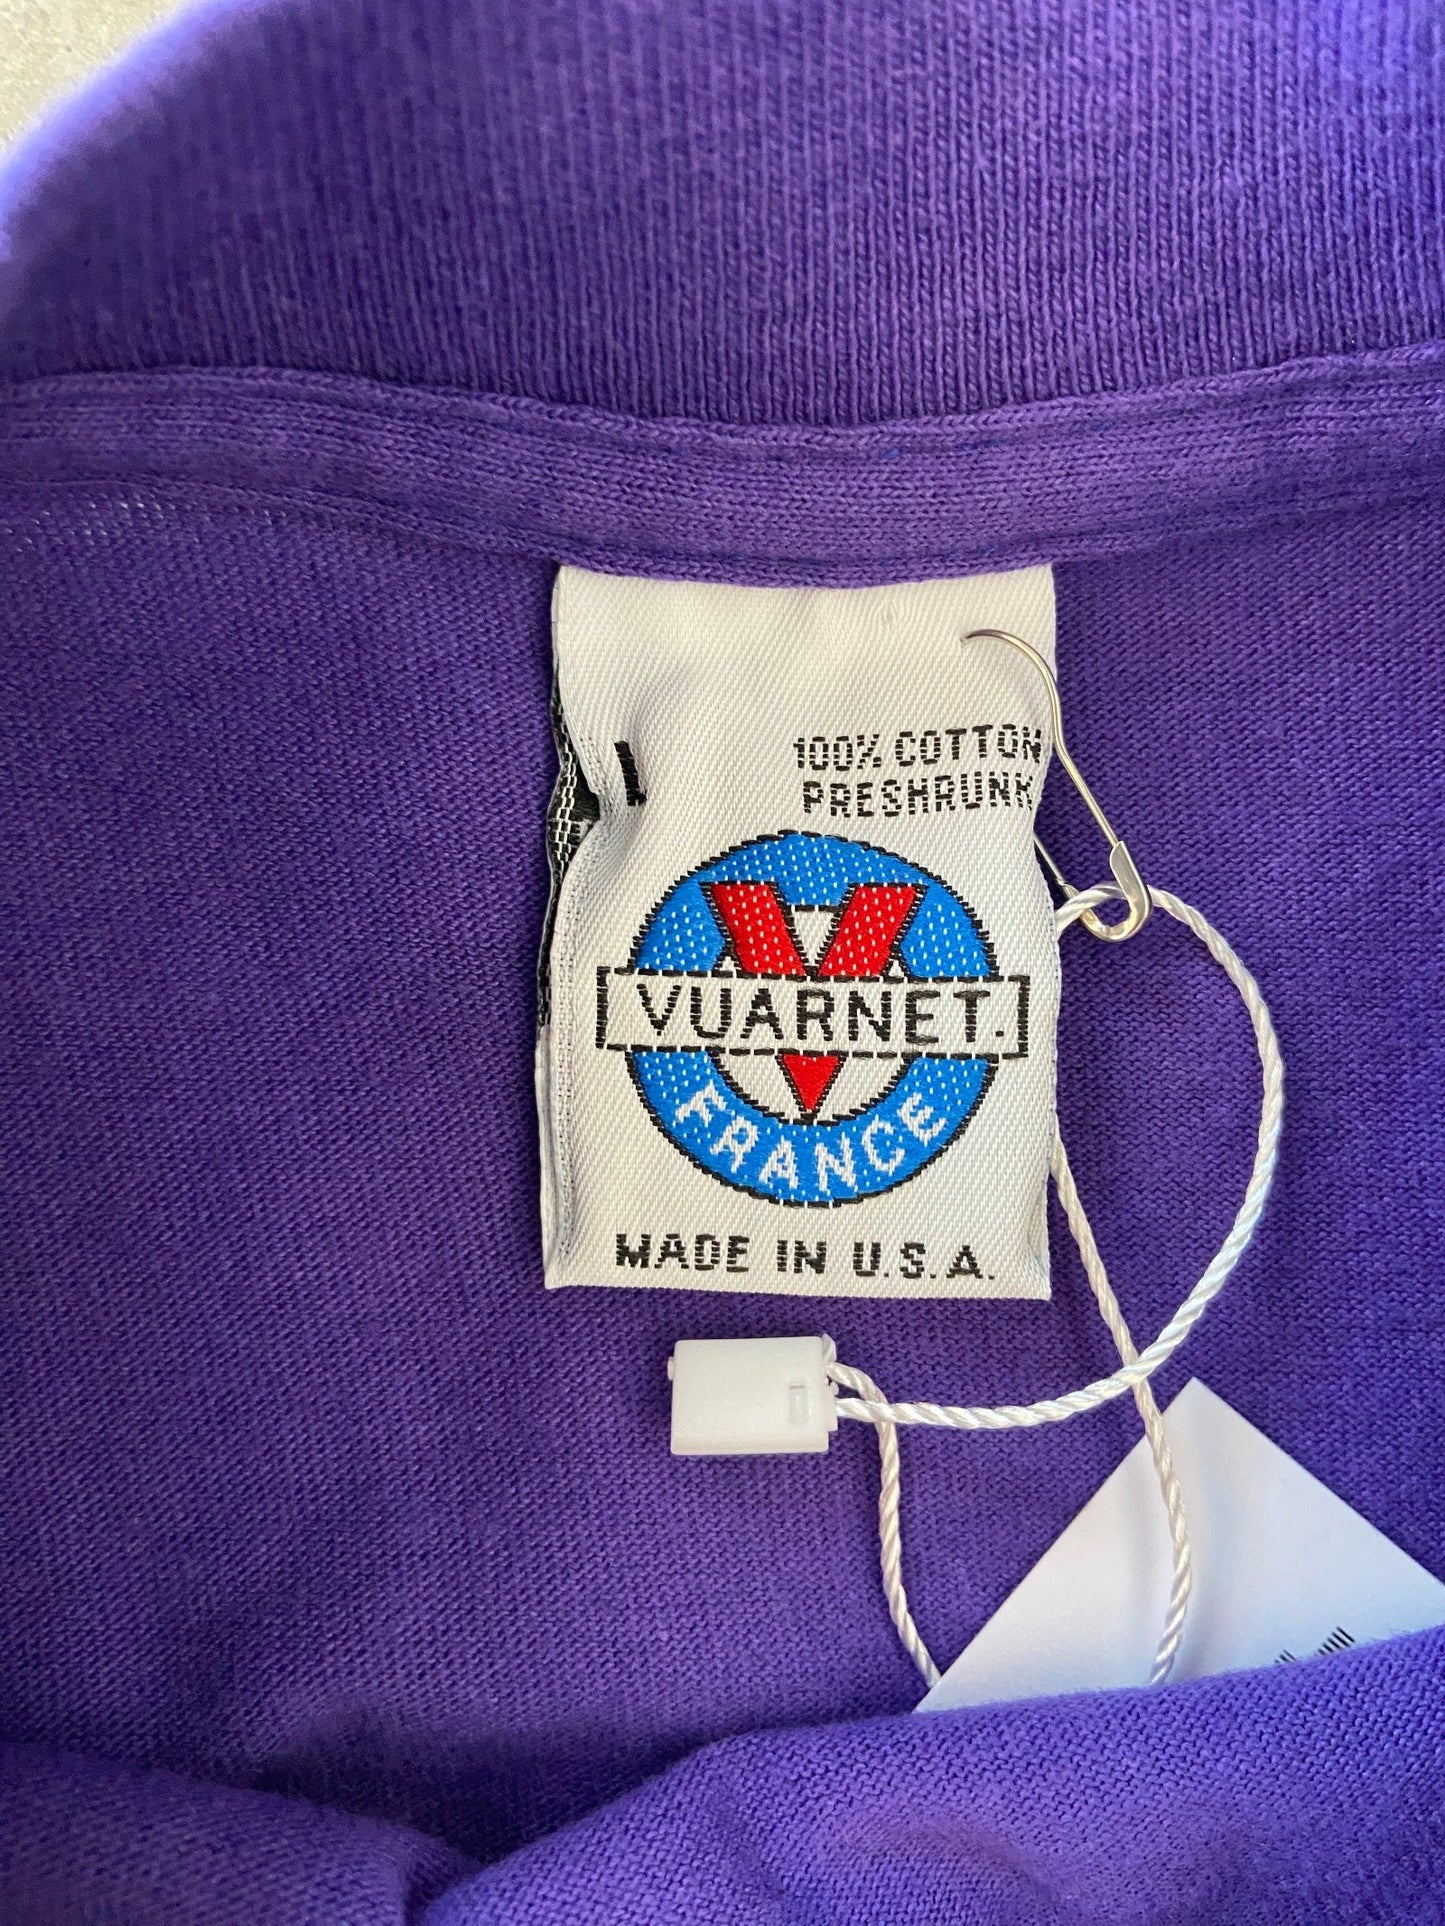 100% COTTON
PRESHRUNK
VUARNET.
FRANCE
MADE IN U.S.A.